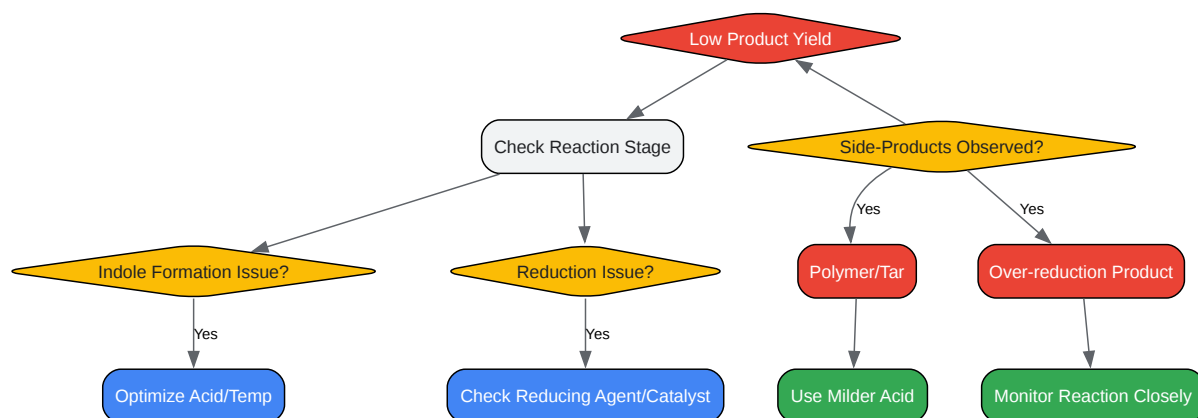 Low Product Yield
Check Reaction Stage
Side-Products Observed?
Yes
Yes
Indole Formation Issue?
Reduction Issue?
Polymer/Tar
Over-reduction Product
Yes
Yes
Optimize Acid/Temp
Check Reducing Agent/Catalyst
Use Milder Acid
Monitor Reaction Closely